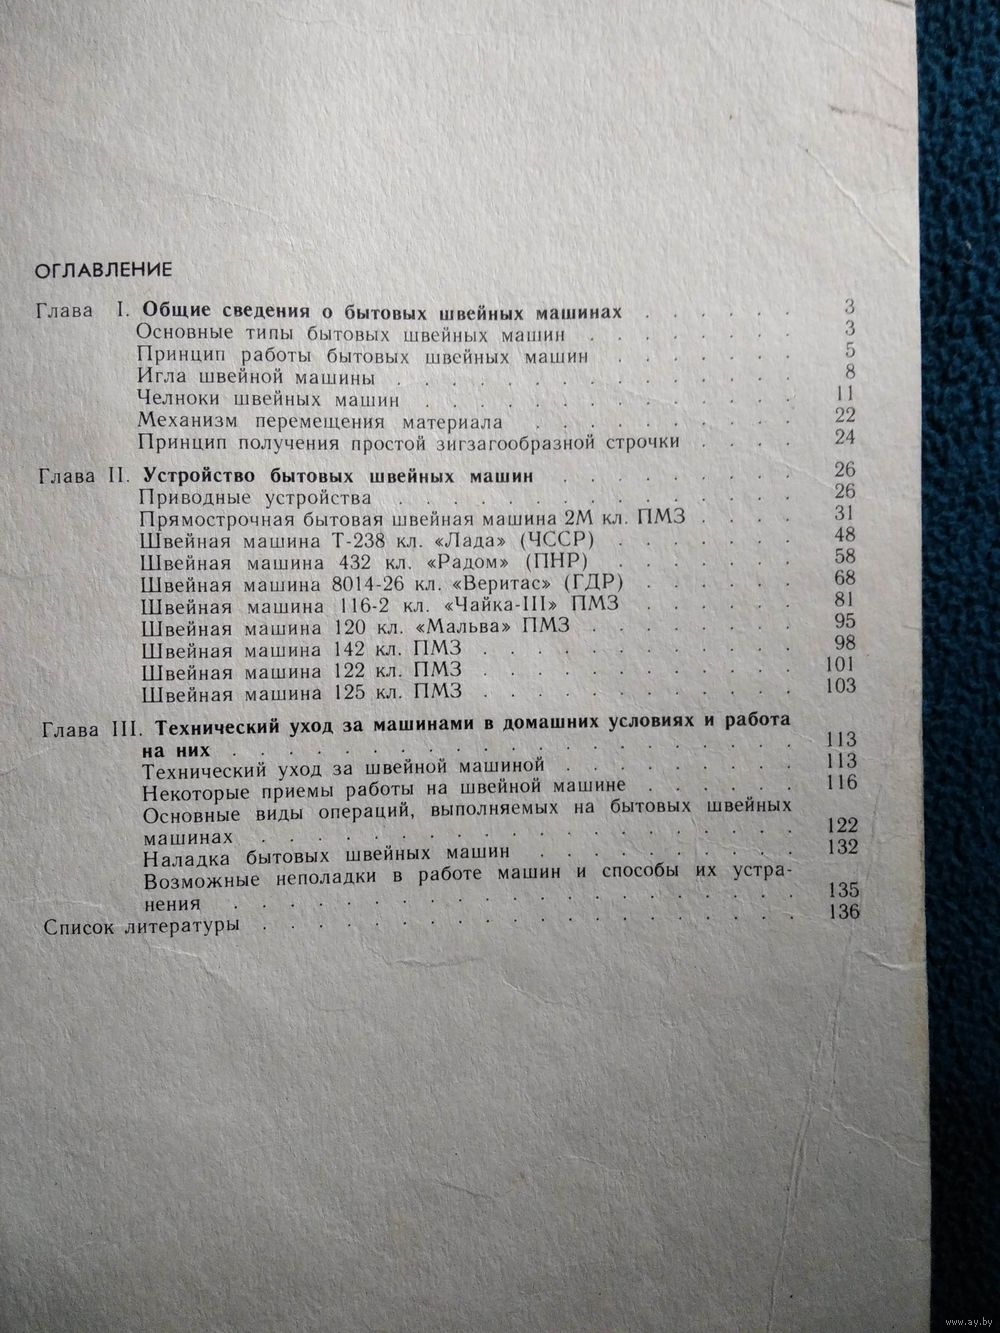 ОГЛАВЛЕНИЕ
Глава I. Общие сведения о бытовых швейных машинах . . . . . . 3
Основные типы бытовых швейных машин . . . . . . . . 3
Принцип работы бытовых швейных машин . . . . . . . 5
Игла швейной машины . . . . . . . . . . . . . . . 8
Челноки швейных машин . . . . . . . . . . . . . . 11
Механизм перемещения материала . . . . . . . . . . 22
Принцип получения простой зигзагообразной строчки . . . . 24
Глава II. Устройство бытовых швейных машин . . . . . . . . . 26
Приводные устройства . . . . . . . . . . . . . . . 26
Прямострочная бытовая швейная машина 2М кл. ПМЗ . . . . 31
Швейная машина Т-238 кл. «Лада» (ЧССР) . . . . . . . 48
Швейная машина 432 кл. «Радом» (ПНР) . . . . . . . 58
Швейная машина 8014-26 кл. «Веритас» (ГДР) . . . . . . 68
Швейная машина 116-2 кл. «Чайка-III» ПМЗ . . . . . . 81
Швейная машина 120 кл. «Мальва» ПМЗ . . . . . . . . 95
Швейная машина 142 кл. ПМЗ . . . . . . . . . . . . 98
Швейная машина 122 кл. ПМЗ . . . . . . . . . . . . 101
Швейная машина 125 кл. ПМЗ . . . . . . . . . . . . 103
Глава III. Технический уход за машинами в домашних условиях и работа
на них . . . . . . . . . . . . . . . . . . . . . 113
Технический уход за швейной машиной . . . . . . . . . 113
Некоторые приемы работы на швейной машине . . . . . . 116
Основные виды операций, выполняемых на бытовых швейных
машинах . . . . . . . . . . . . . . . . . . . . 122
Наладка бытовых швейных машин . . . . . . . . . . 132
Возможные неполадки в работе машин и способы их устра-
нения . . . . . . . . . . . . . . . . . . . . . 135
Список литературы . . . . . . . . . . . . . . . . . . . . 136
www.ay.by